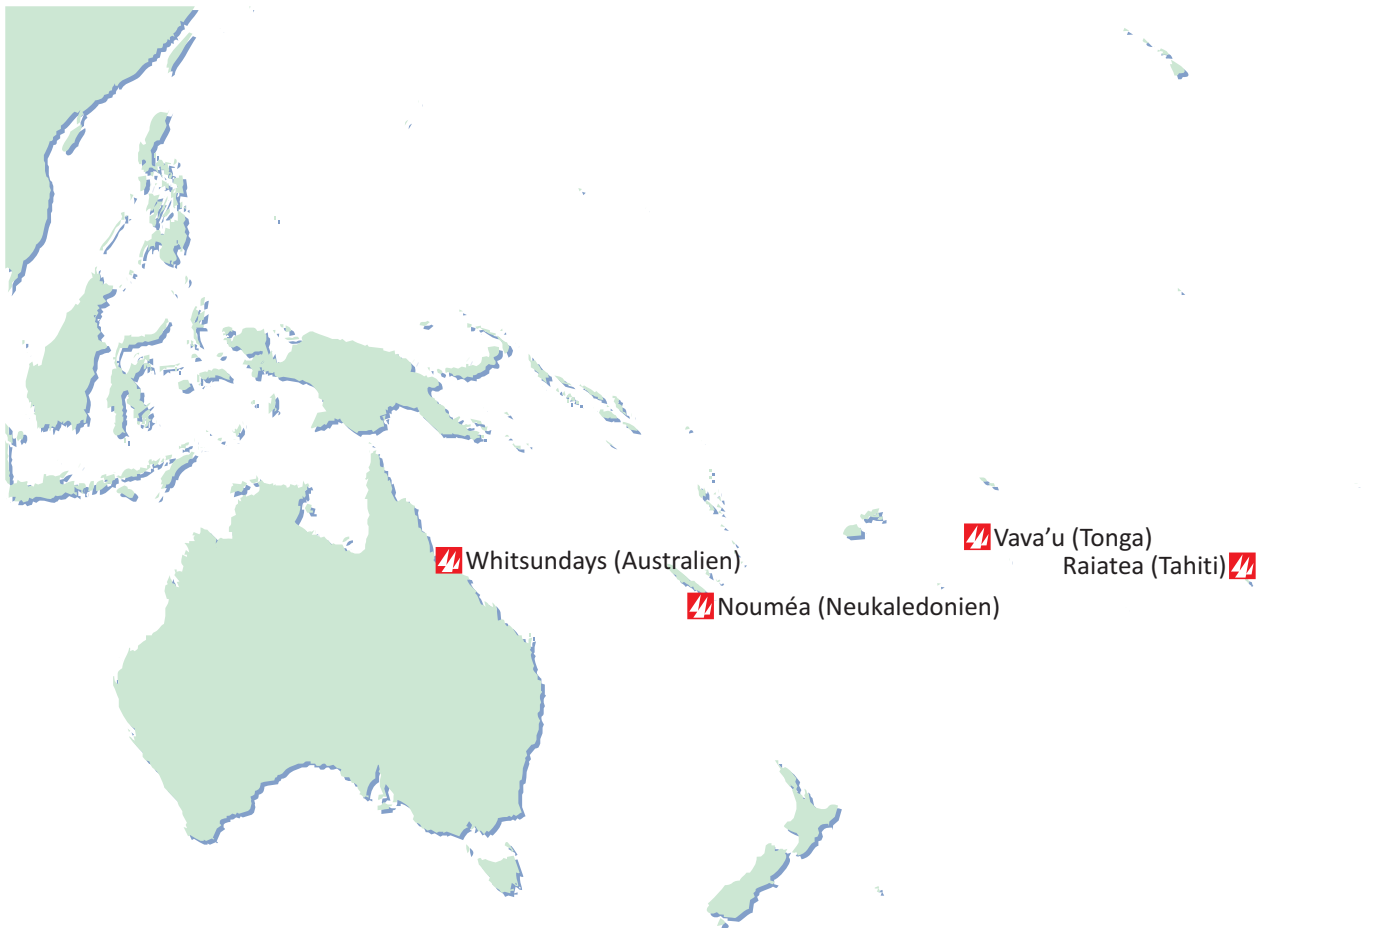 Vava’u (Tonga)
Whitsundays (Australien)
Raiatea (Tahiti)
Nouméa (Neukaledonien)